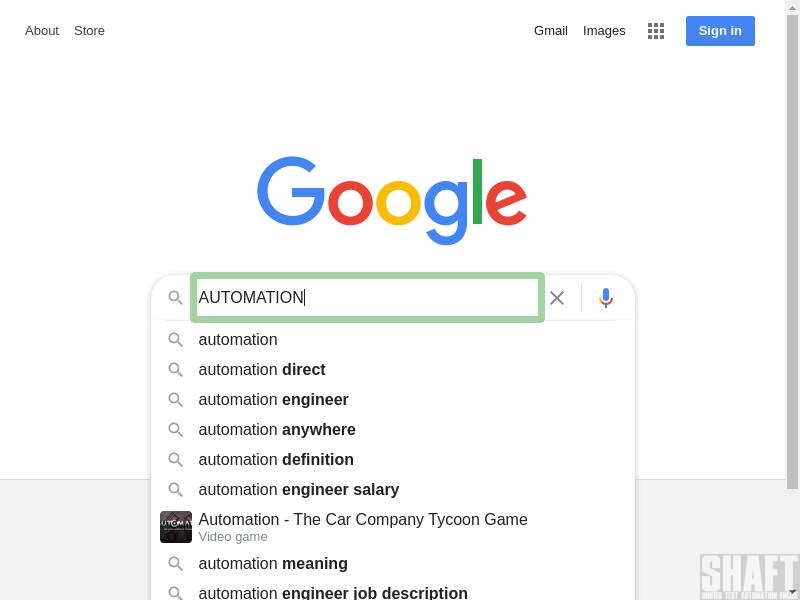 About Store
Gmail Images Sign in
Google
AUTOMATION
automation
automation direct
automation engineer
automation anywhere
automation definition
automation engineer salary
Automation - The Car Company Tycoon Game
Video game
automation meaning
automation engineer job description
SHAFT